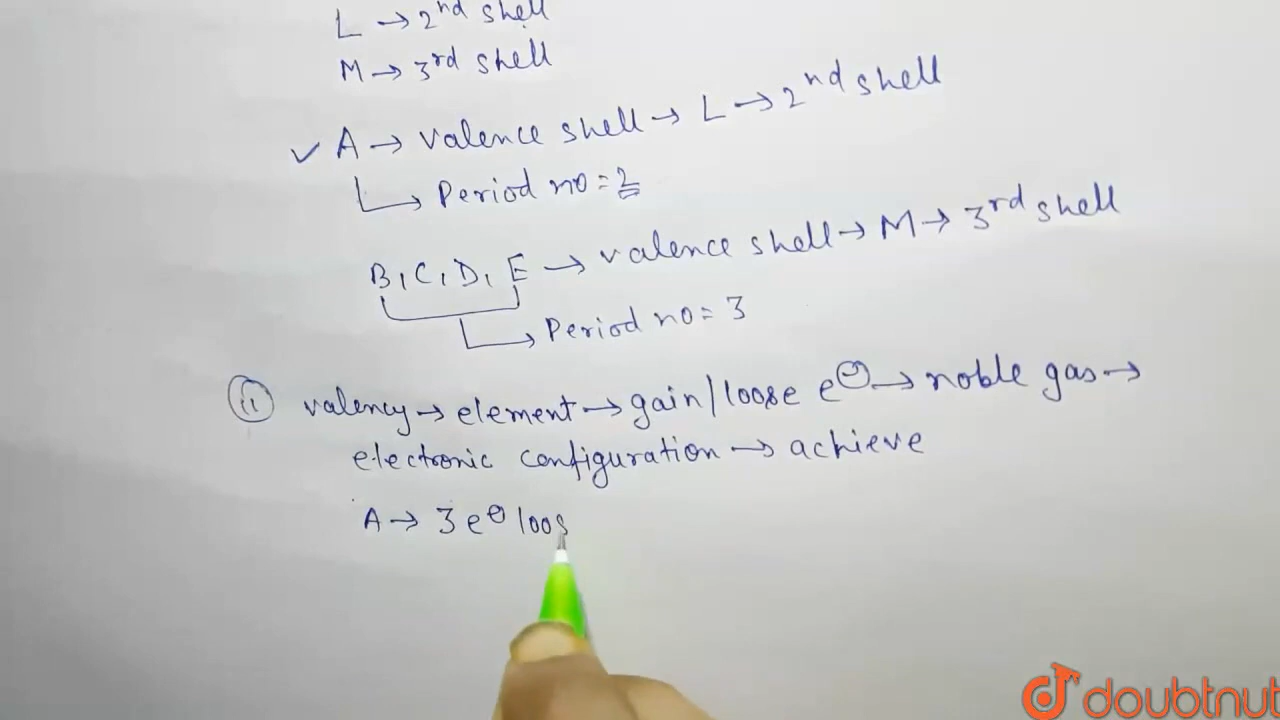 L → 2nd shell
M → 3rd shell
✓ A → valence shell → L → 2nd shell
↳ Period no = 2
B, C, D, E → valence shell → M → 3rd shell
↳ Period no = 3
(ii) valency → element → gain/loose e⊖ → noble gas →
electronic configuration → achieve
A → 3 e⊖ loos
doubtnut